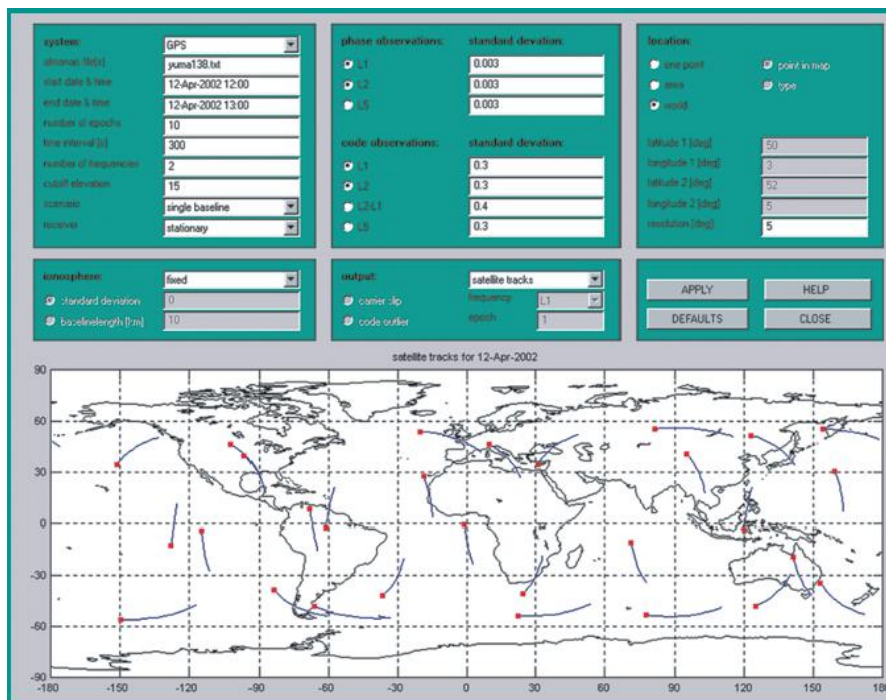 system:
GPS
almanac file(s)
yuma138.txt
start date & time
12-Apr-2002 12:00
end date & time
12-Apr-2002 13:00
number of epochs
10
time interval [s]
300
number of frequencies
2
cutoff elevation
15
scenario
single baseline
receiver
stationary
phase observations:
standard devation:
L1
0.003
L2
0.003
L5
0.003
code observations:
standard devation:
L1
0.3
L2
0.3
L2-L1
0.4
L5
0.3
location:
one point
point in map
area
type
world
latitude 1 [deg]
50
longitude 1 [deg]
3
latitude 2 [deg]
52
longitude 2 [deg]
5
resolution [deg]
5
ionosphere:
fixed
standard deviation
0
baselinelength [km]
10
output:
satellite tracks
carrier slip
frequency
L1
code outlier
epoch
1
APPLY
HELP
DEFAULTS
CLOSE
satellite tracks for 12-Apr-2002
90
60
30
0
-30
-60
-90
-180 -150 -120 -90 -60 -30 0 30 60 90 120 150 180